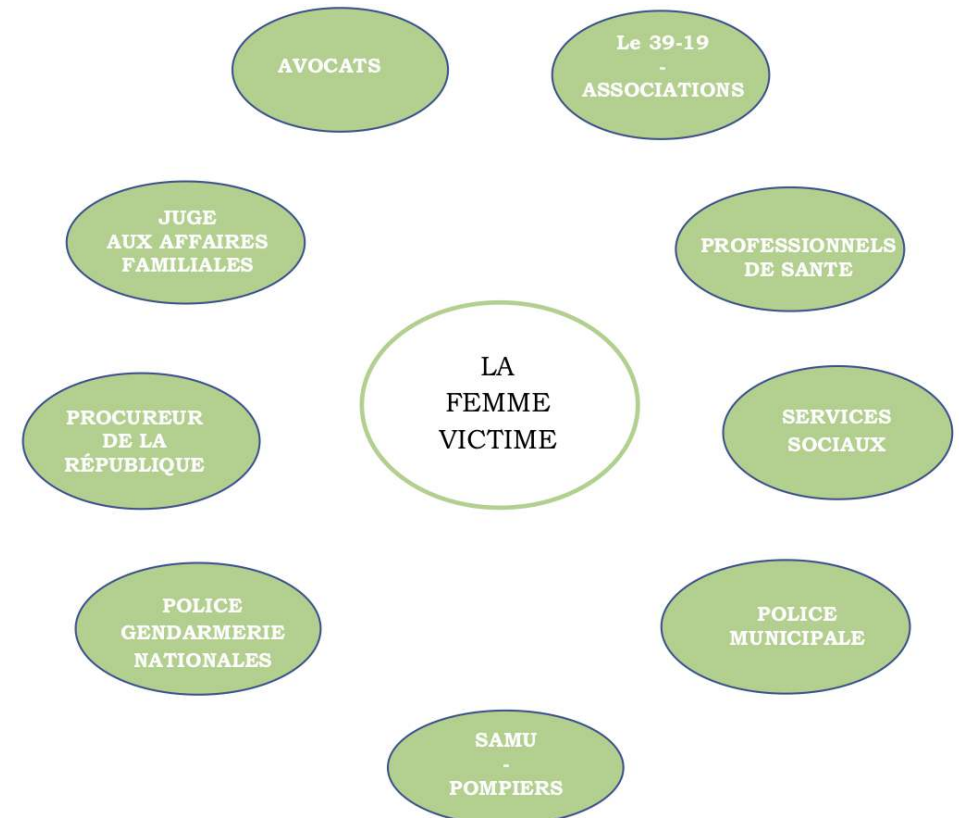 AVOCATS
Le 39-19
-
ASSOCIATIONS
JUGE
AUX AFFAIRES
FAMILIALES
PROFESSIONNELS
DE SANTE
LA
FEMME
VICTIME
PROCUREUR
DE LA
RÉPUBLIQUE
SERVICES
SOCIAUX
POLICE
GENDARMERIE
NATIONALES
POLICE
MUNICIPALE
SAMU
-
POMPIERS